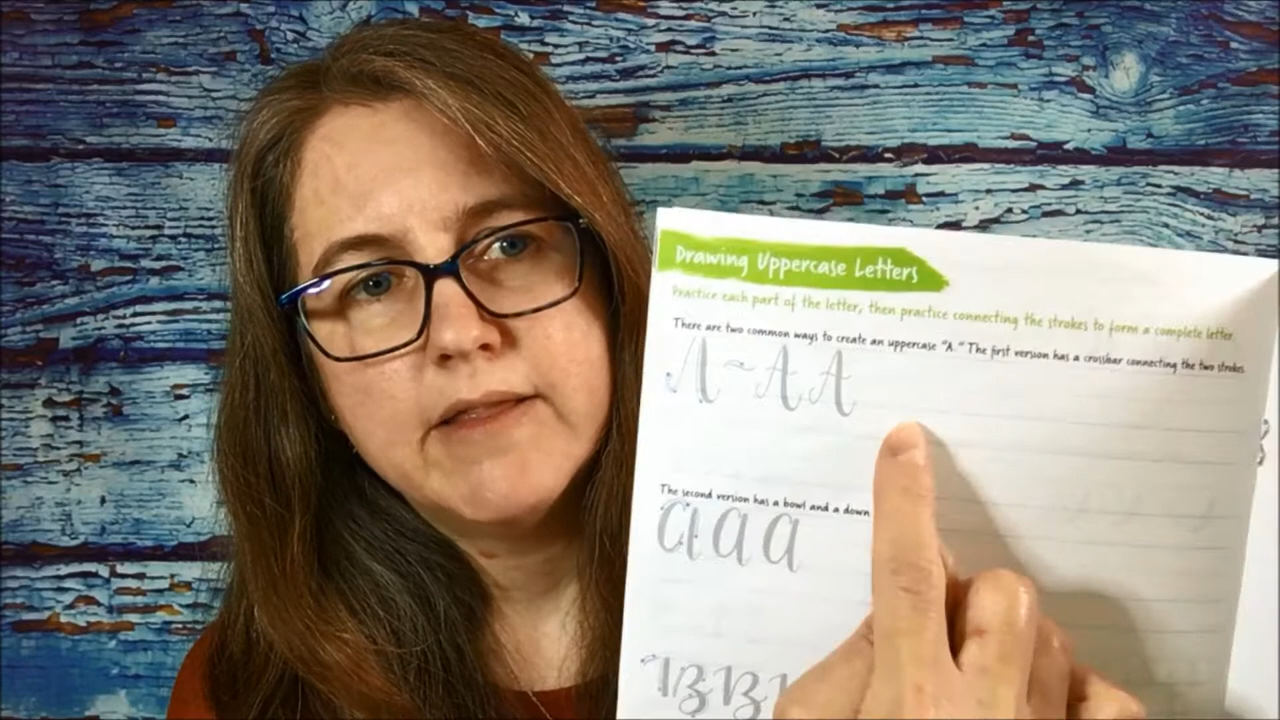 Drawing Uppercase Letters
Practice each part of the letter, then practice connecting the strokes to form a complete letter.
There are two common ways to create an uppercase "A." The first version has a crossbar connecting the two strokes.
A ~ A A
The second version has a bowl and a down
a a a
B B